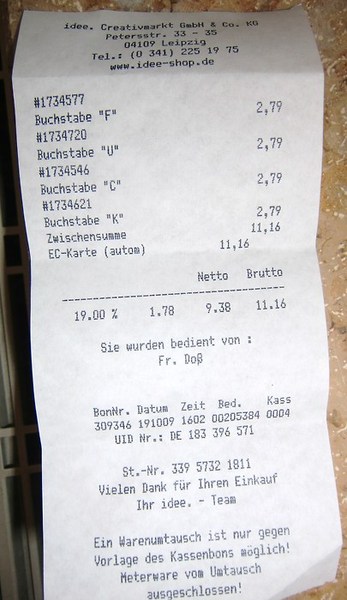 idee. Creativmarkt GmbH & Co. KG
Petersstr. 33 - 35
04109 Leipzig
Tel.: (0 341) 225 19 75
www.idee-shop.de
#1734577
Buchstabe "F" 2,79
#1734720
Buchstabe "U" 2,79
#1734546
Buchstabe "C" 2,79
#1734621
Buchstabe "K" 2,79
Zwischensumme 11,16
EC-Karte (autom) 11,16
Netto Brutto
19.00 % 1.78 9.38 11.16
Sie wurden bedient von :
Fr. Doß
BonNr. Datum Zeit Bed. Kass
309346 191009 1602 00205384 0004
UID Nr.: DE 183 396 571
St.-Nr. 339 5732 1811
Vielen Dank für Ihren Einkauf
Ihr idee. - Team
Ein Warenumtausch ist nur gegen
Vorlage des Kassenbons möglich!
Meterware vom Umtausch
ausgeschlossen!